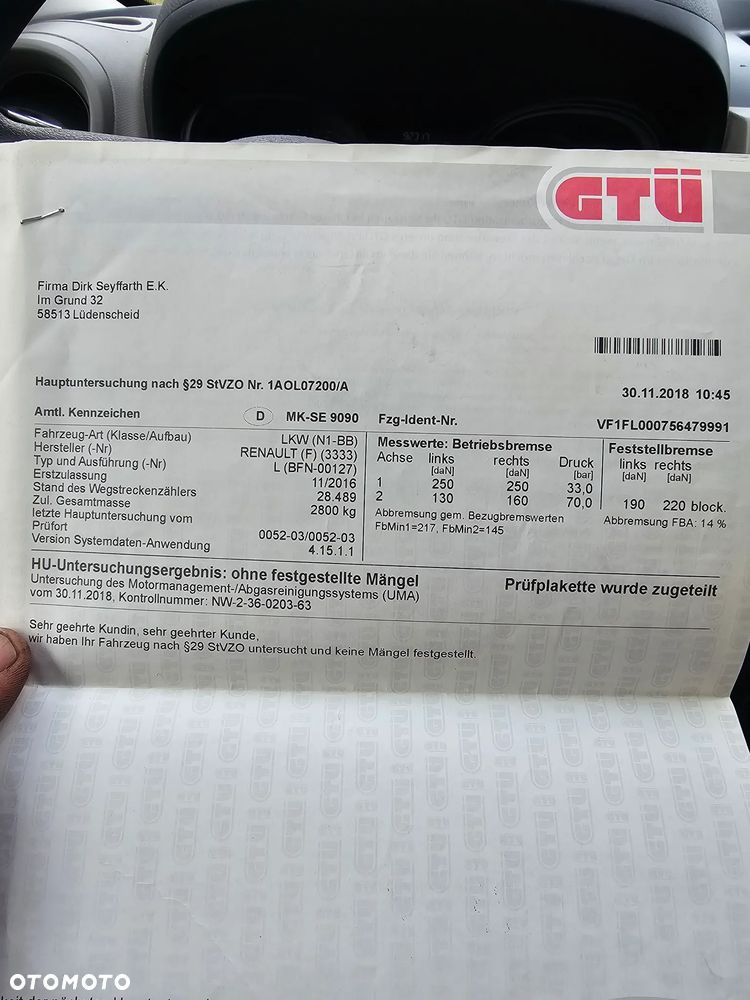 GTÜ
Firma Dirk Seyffarth E.K.
Im Grund 32
58513 Lüdenscheid
Hauptuntersuchung nach §29 StVZO Nr. 1AOL07200/A
30.11.2018 10:45
Amtl. Kennzeichen D MK-SE 9090
Fzg-Ident-Nr. VF1FL000756479991
Fahrzeug-Art (Klasse/Aufbau) LKW (N1-BB)
Hersteller (-Nr) RENAULT (F) (3333)
Typ und Ausführung (-Nr) L (BFN-00127)
Erstzulassung 11/2016
Stand des Wegstreckenzählers 28.489
Zul. Gesamtmasse 2800 kg
letzte Hauptuntersuchung vom
Prüfort 0052-03/0052-03
Version Systemdaten-Anwendung 4.15.1.1
Messwerte: Betriebsbremse
Achse links rechts Druck
[daN] [daN] [bar]
1 250 250 33,0
2 130 160 70,0
Abbremsung gem. Bezugbremswerten
FbMin1=217, FbMin2=145
Feststellbremse
links rechts
[daN] [daN]
190 220 block.
Abbremsung FBA: 14 %
HU-Untersuchungsergebnis: ohne festgestellte Mängel
Prüfplakette wurde zugeteilt
Untersuchung des Motormanagement-/Abgasreinigungssystems (UMA)
vom 30.11.2018, Kontrollnummer: NW-2-36-0203-63
Sehr geehrte Kundin, sehr geehrter Kunde,
wir haben Ihr Fahrzeug nach §29 StVZO untersucht und keine Mängel festgestellt.
OTOMOTO